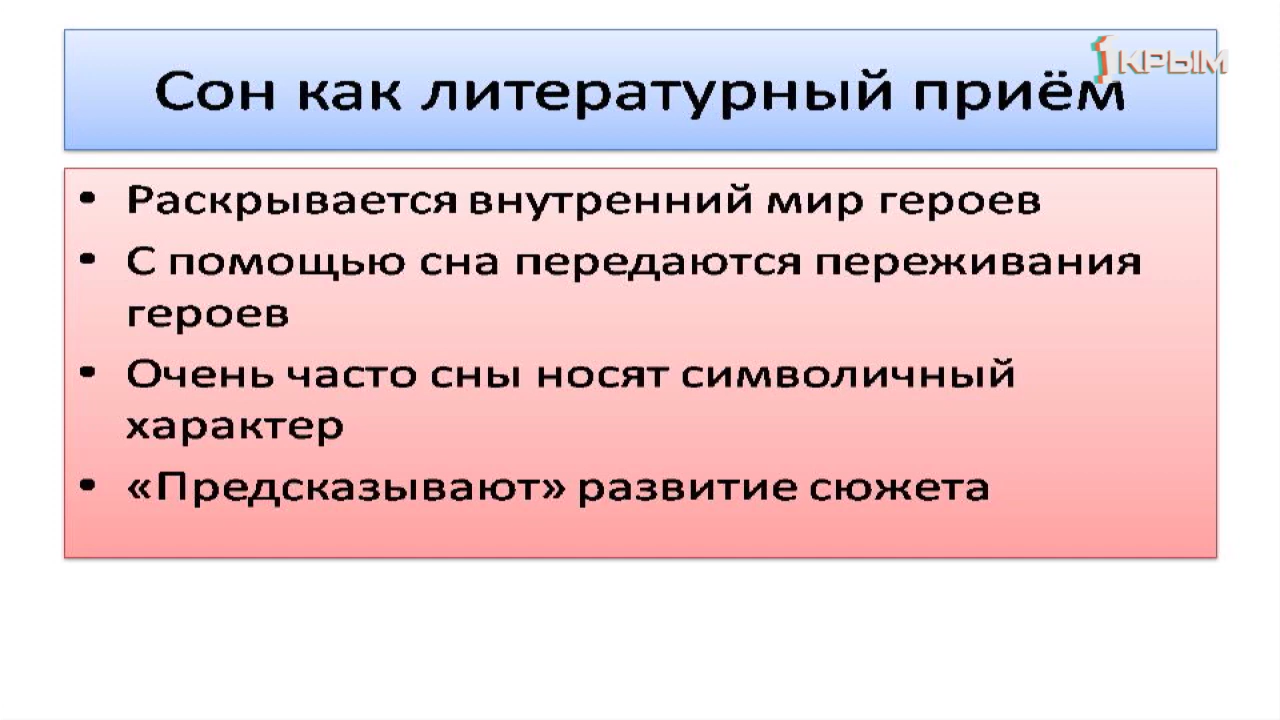 Сон как литературный приём
1 КРЫМ
• Раскрывается внутренний мир героев
• С помощью сна передаются переживания
героев
• Очень часто сны носят символичный
характер
• «Предсказывают» развитие сюжета